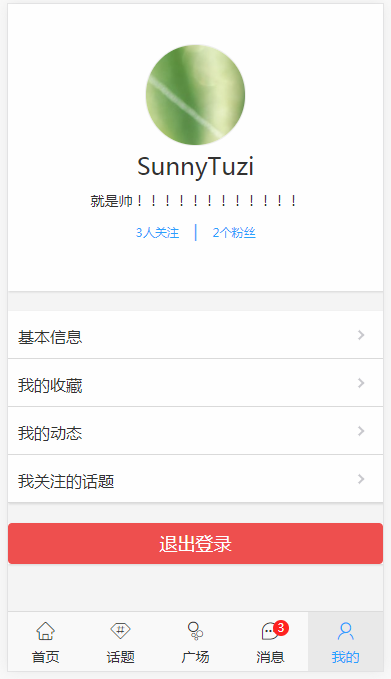 SunnyTuzi
就是帅！！！！！！！！！！！！
3人关注 | 2个粉丝
基本信息
我的收藏
我的动态
我关注的话题
退出登录
#
3
首页 话题 广场 消息 我的